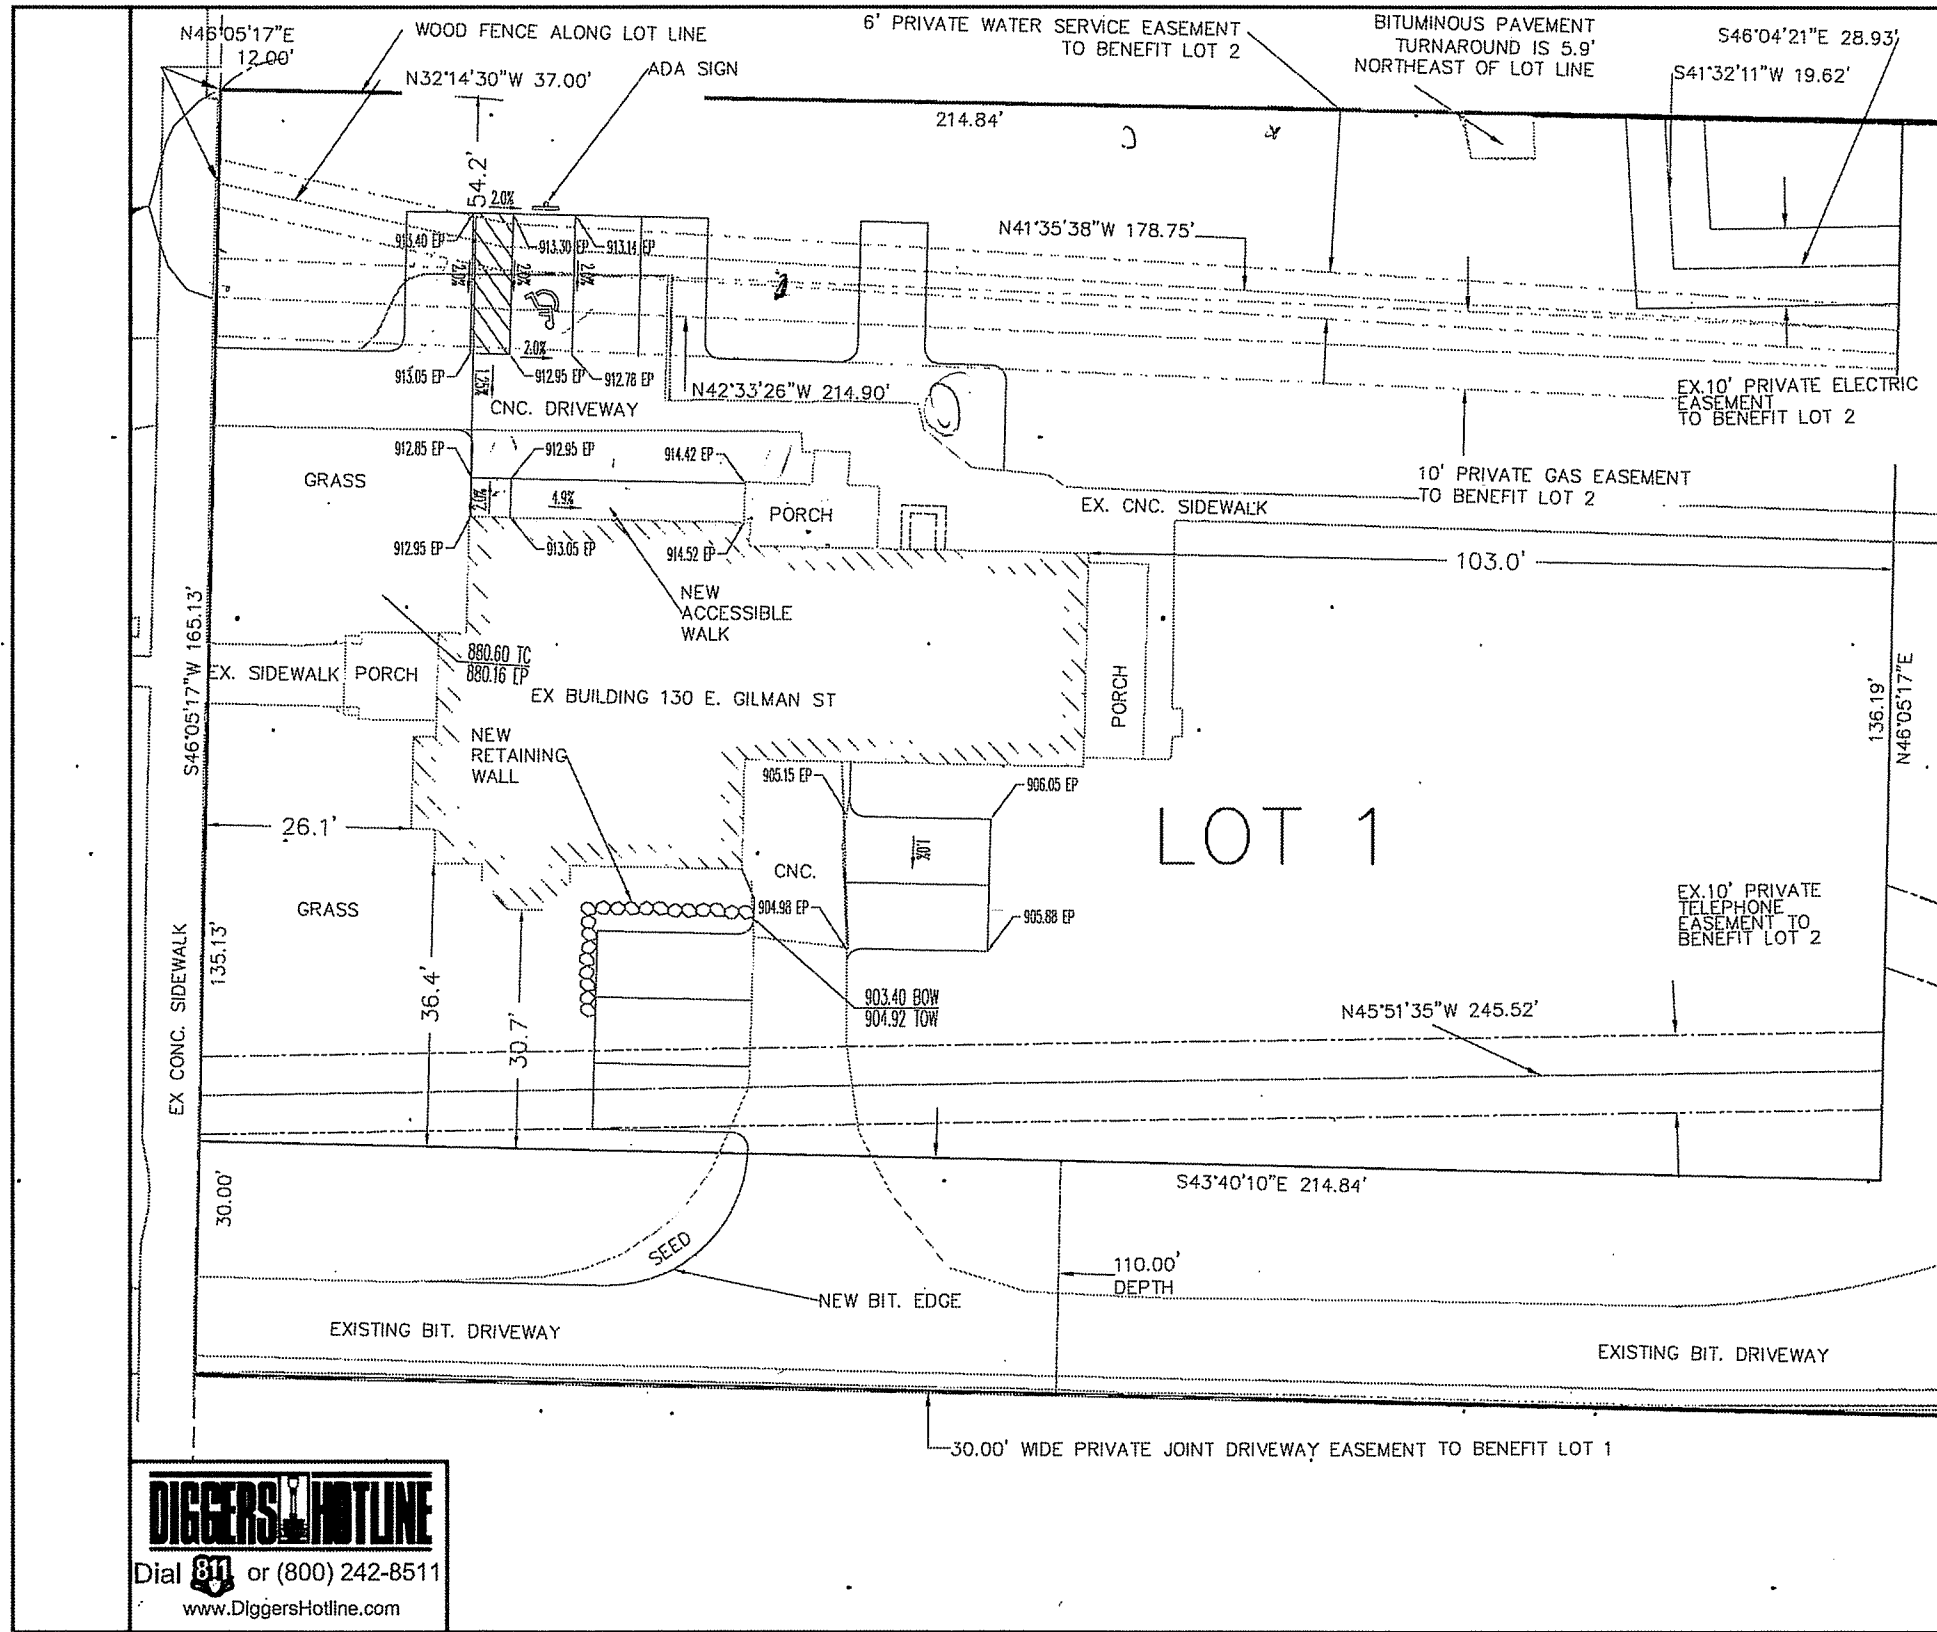 N46°05'17"E
12.00'
WOOD FENCE ALONG LOT LINE
N32°14'30"W 37.00'
ADA SIGN
6' PRIVATE WATER SERVICE EASEMENT
TO BENEFIT LOT 2
BITUMINOUS PAVEMENT
TURNAROUND IS 5.9'
NORTHEAST OF LOT LINE
S46°04'21"E 28.93'
S41°32'11"W 19.62'
214.84'
54.2'
2.0%
913.40 EP
913.30 EP
913.14 EP
2.0%
2.0%
2.0%
N41°35'38"W 178.75'
2.0%
913.05 EP
912.95 EP
912.78 EP
1.25%
N42°33'26"W 214.90'
CNC. DRIVEWAY
EX.10' PRIVATE ELECTRIC
EASEMENT
TO BENEFIT LOT 2
912.85 EP
912.95 EP
914.42 EP
GRASS
10' PRIVATE GAS EASEMENT
TO BENEFIT LOT 2
2.0%
4.9%
PORCH
EX. CNC. SIDEWALK
912.95 EP
913.05 EP
914.52 EP
103.0'
NEW
ACCESSIBLE
WALK
S46°05'17"W 165.13'
880.60 TC
880.16 EP
EX. SIDEWALK
PORCH
EX BUILDING 130 E. GILMAN ST
PORCH
136.19'
N46°05'17"E
NEW
RETAINING
WALL
905.15 EP
906.05 EP
26.1'
1.0%
LOT 1
CNC.
GRASS
904.98 EP
905.88 EP
EX.10' PRIVATE
TELEPHONE
EASEMENT TO
BENEFIT LOT 2
135.13'
EX CONC. SIDEWALK
36.4'
30.7'
903.40 BOW
904.92 TOW
N45°51'35"W 245.52'
30.00'
S43°40'10"E 214.84'
SEED
110.00'
DEPTH
NEW BIT. EDGE
EXISTING BIT. DRIVEWAY
EXISTING BIT. DRIVEWAY
30.00' WIDE PRIVATE JOINT DRIVEWAY EASEMENT TO BENEFIT LOT 1
DIGGERS HOTLINE
Dial 811 or (800) 242-8511
www.DiggersHotline.com